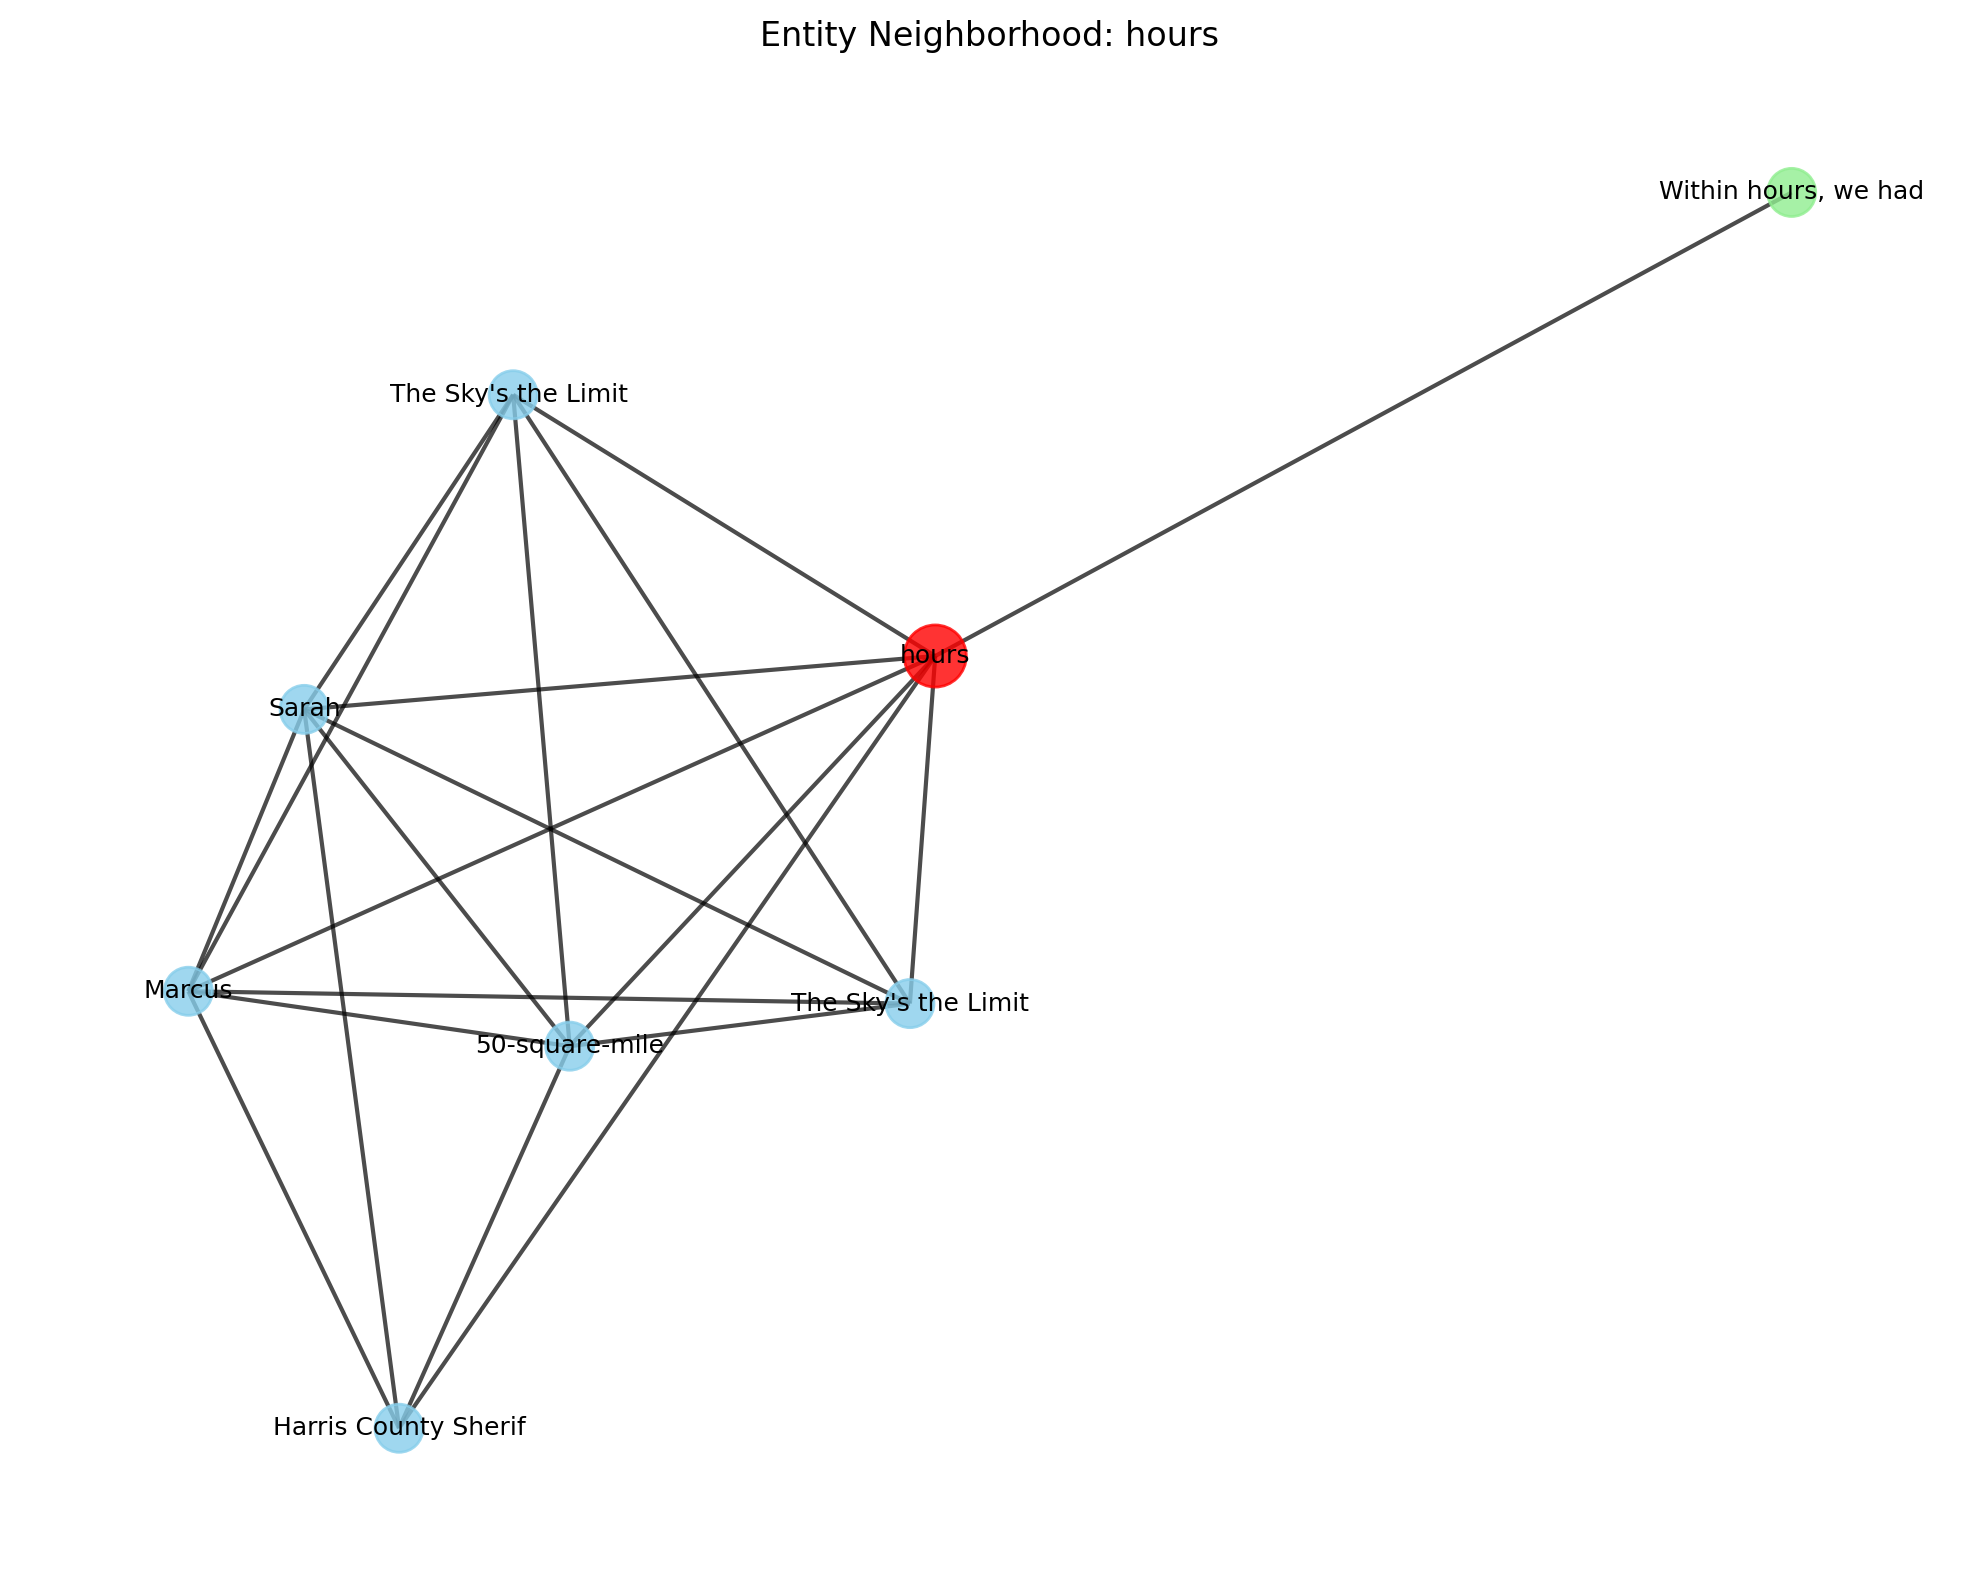 Entity Neighborhood: hours
Within hours, we had
The Sky's the Limit
hours
Sarah
Marcus
The Sky's the Limit
50-square-mile
Harris County Sherif